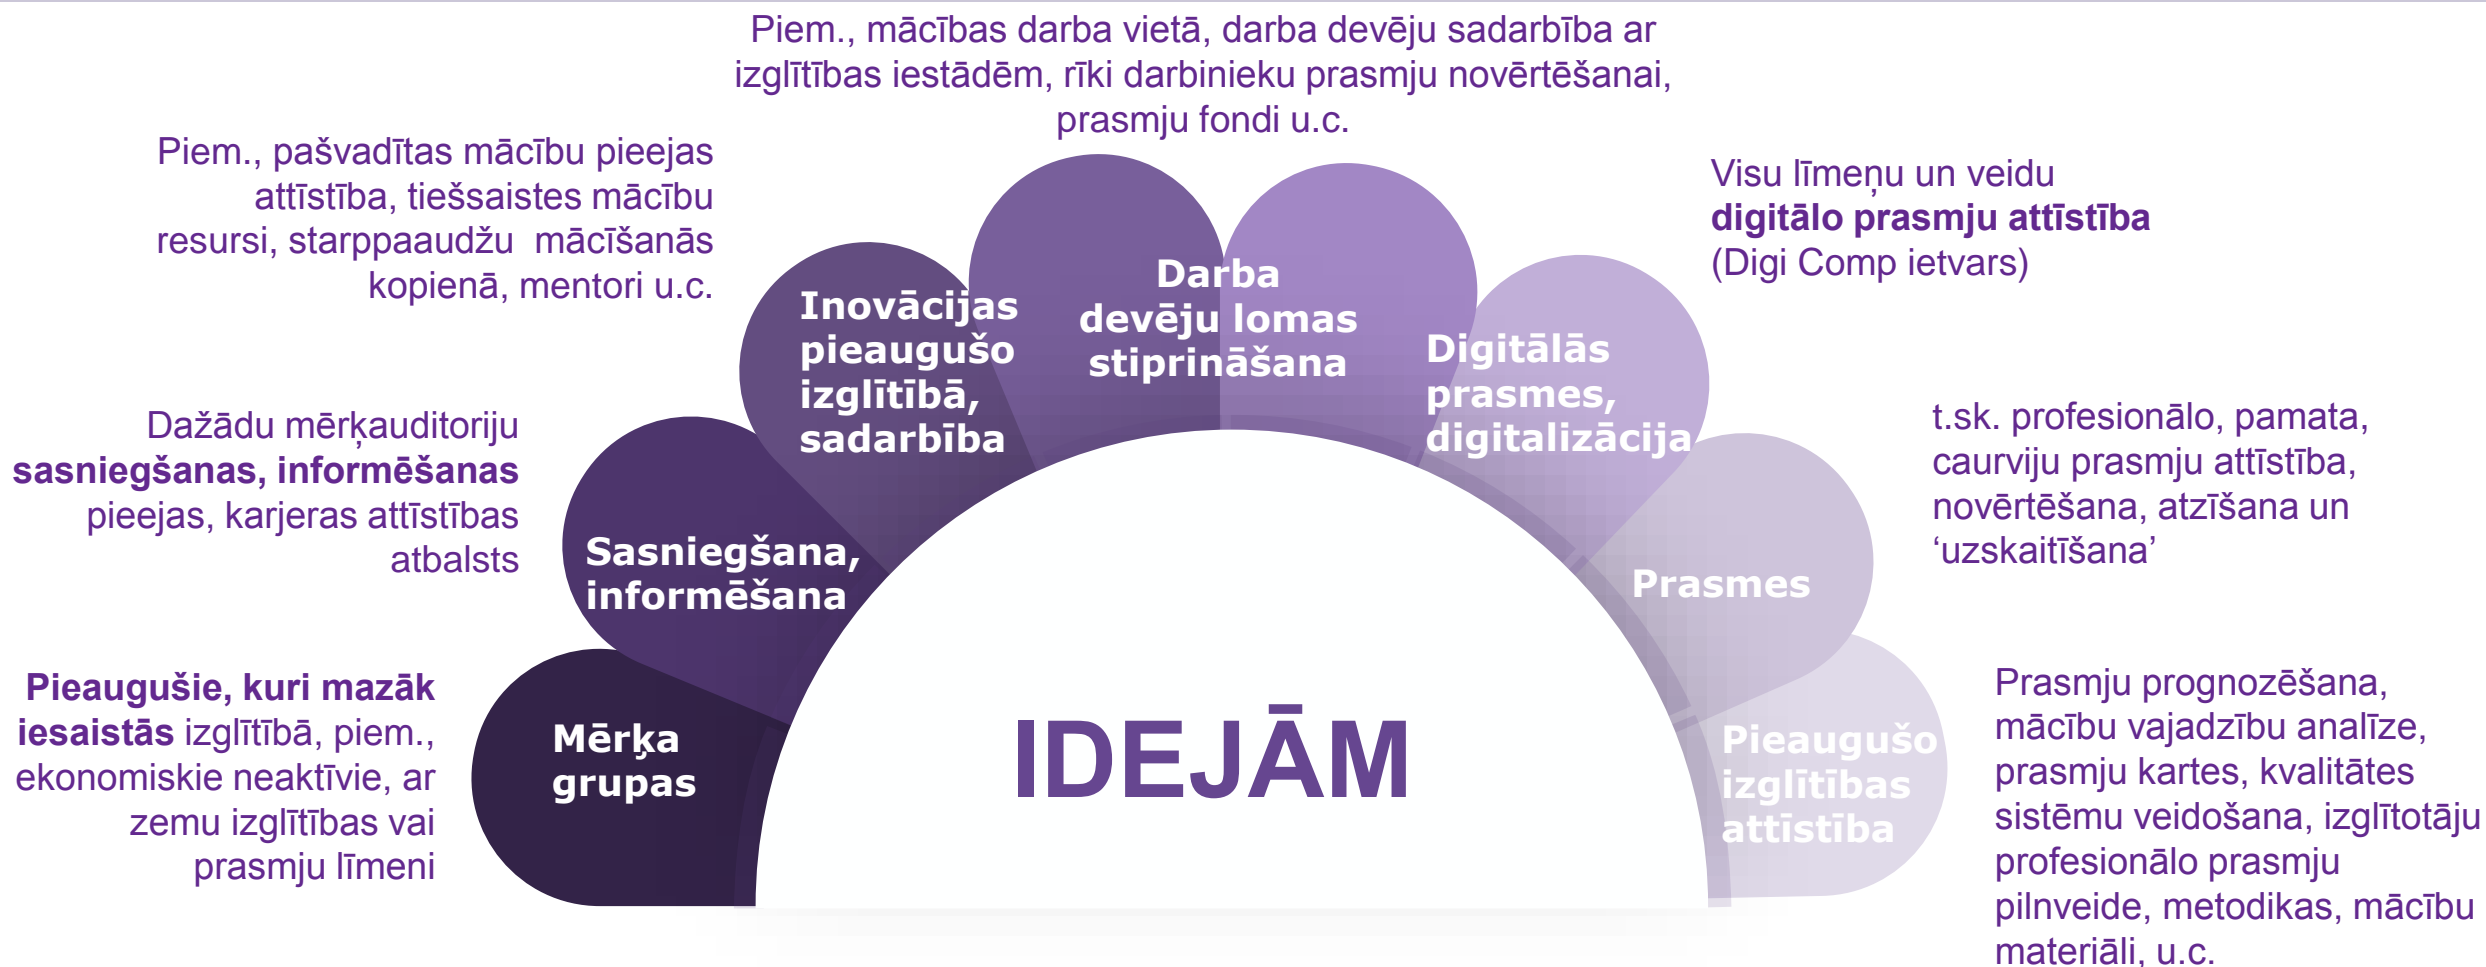 Piem., mācības darba vietā, darba devēju sadarbība ar
izglītības iestādēm, rīki darbinieku prasmju novērtēšanai,
prasmju fondi u.c.
Piem., pašvadītas mācību pieejas
attīstība, tiešsaistes mācību
resursi, starppaaudžu  mācīšanās
kopienā, mentori u.c.
Visu līmeņu un veidu
digitālo prasmju attīstība
(Digi Comp ietvars)
Darba
devēju lomas
stiprināšana
Inovācijas
pieaugušo
izglītībā,
sadarbība
Digitālās
prasmes,
digitalizācija
Dažādu mērķauditoriju
sasniegšanas, informēšanas
pieejas, karjeras attīstības
atbalsts
t.sk. profesionālo, pamata,
caurviju prasmju attīstība,
novērtēšana, atzīšana un
‘uzskaitīšana’
Sasniegšana,
informēšana
Prasmes
Pieaugušie, kuri mazāk
iesaistās izglītībā, piem.,
ekonomiskie neaktīvie, ar
zemu izglītības vai
prasmju līmeni
Mērķa
grupas
IDEJĀM
Pieaugušo
izglītības
attīstība
Prasmju prognozēšana,
mācību vajadzību analīze,
prasmju kartes, kvalitātes
sistēmu veidošana, izglītotāju
profesionālo prasmju
pilnveide, metodikas, mācību
materiāli, u.c.